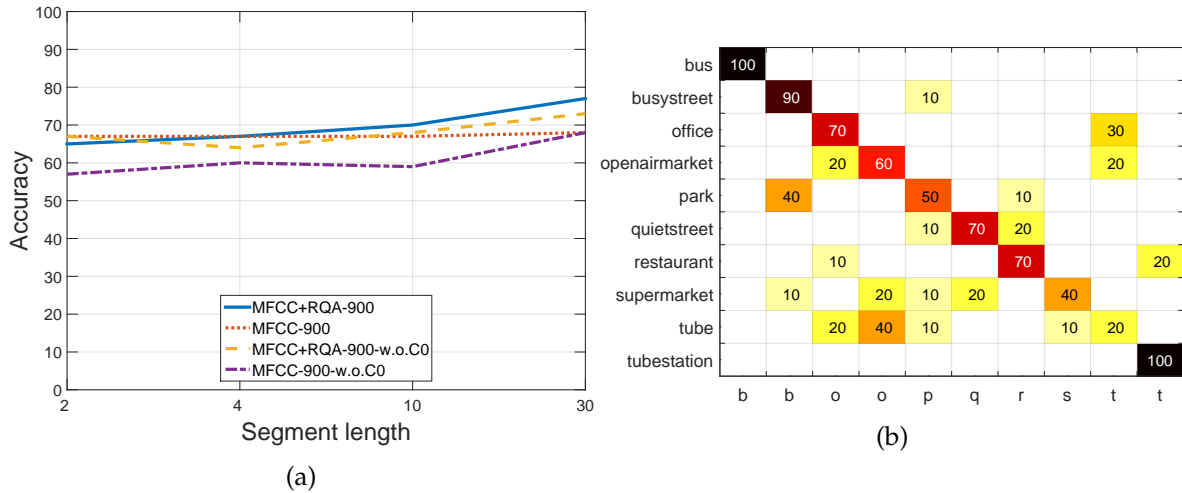 100
90
80
70
60
50
40
30
20
10
0
Accuracy
MFCC+RQA-900
MFCC-900
MFCC+RQA-900-w.o.C0
MFCC-900-w.o.C0
2 4 10 30
Segment length
(a)
bus 100
busystreet 90 10
office 70 30
openairmarket 20 60 20
park 40 50 10
quietstreet 10 70 20
restaurant 10 70 20
supermarket 10 20 10 20 40
tube 20 40 10 10 20
tubestation 100
b b o o p q r s t t
(b)